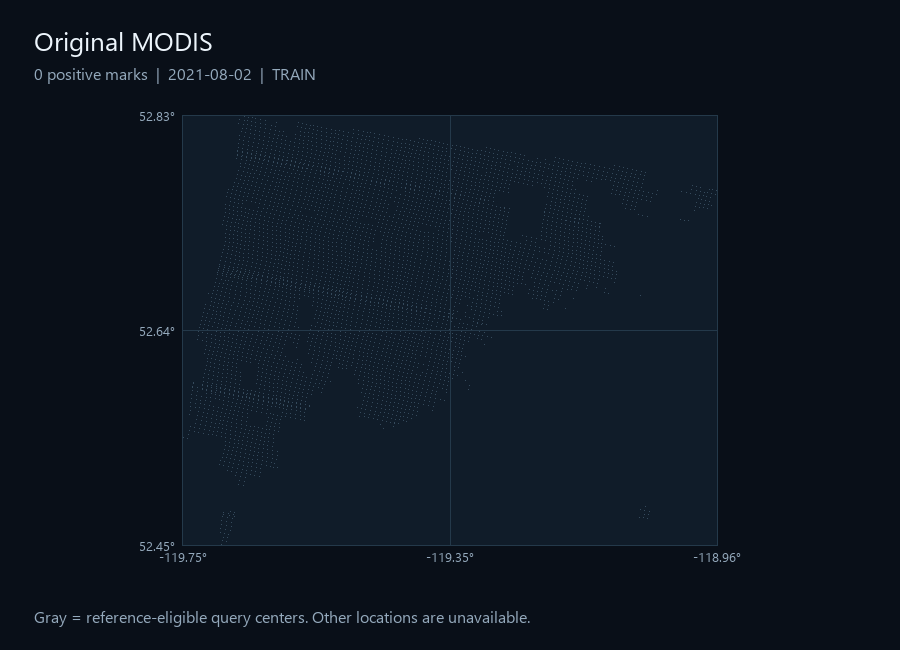 Original MODIS
0 positive marks | 2021-08-02 | TRAIN
52.83°
52.64°
52.45°
-119.75°
-119.35°
-118.96°
Gray = reference-eligible query centers. Other locations are unavailable.